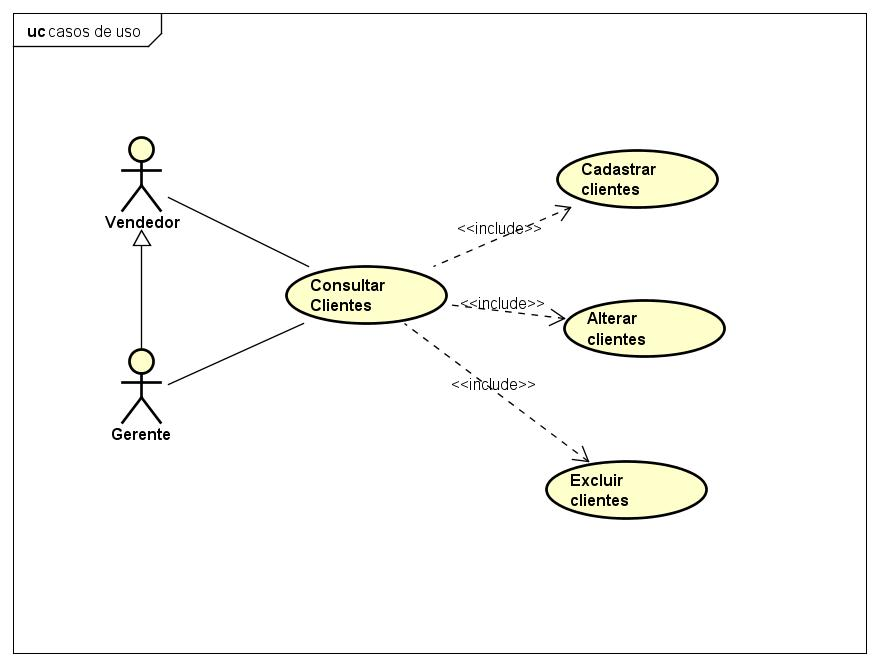 uc casos de uso
Vendedor
Gerente
Consultar
Clientes
<<include>>
Cadastrar
clientes
<<include>>
Alterar
clientes
<<include>>
Excluir
clientes